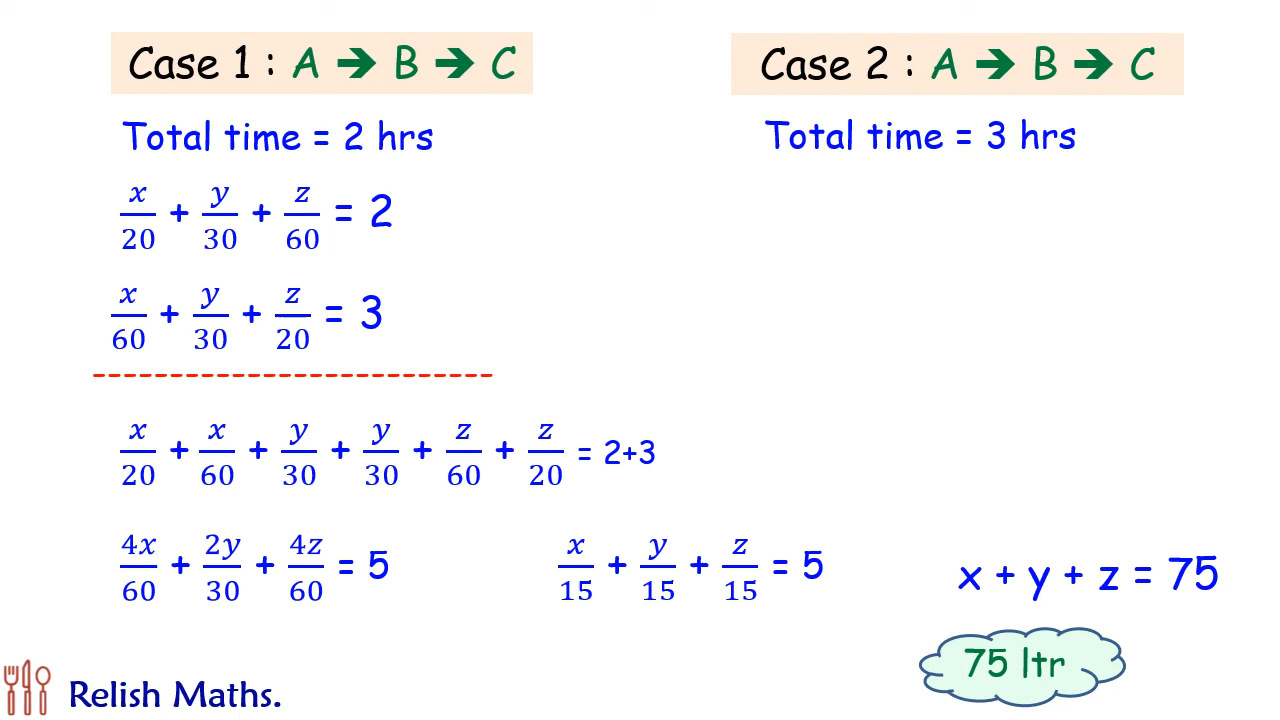 Case 1 : A ➔ B ➔ C
Total time = 2 hrs
x/20 + y/30 + z/60 = 2
x/60 + y/30 + z/20 = 3
x/20 + x/60 + y/30 + y/30 + z/60 + z/20 = 2+3
4x/60 + 2y/30 + 4z/60 = 5
x/15 + y/15 + z/15 = 5
x + y + z = 75
75 ltr
Case 2 : A ➔ B ➔ C
Total time = 3 hrs
Relish Maths.